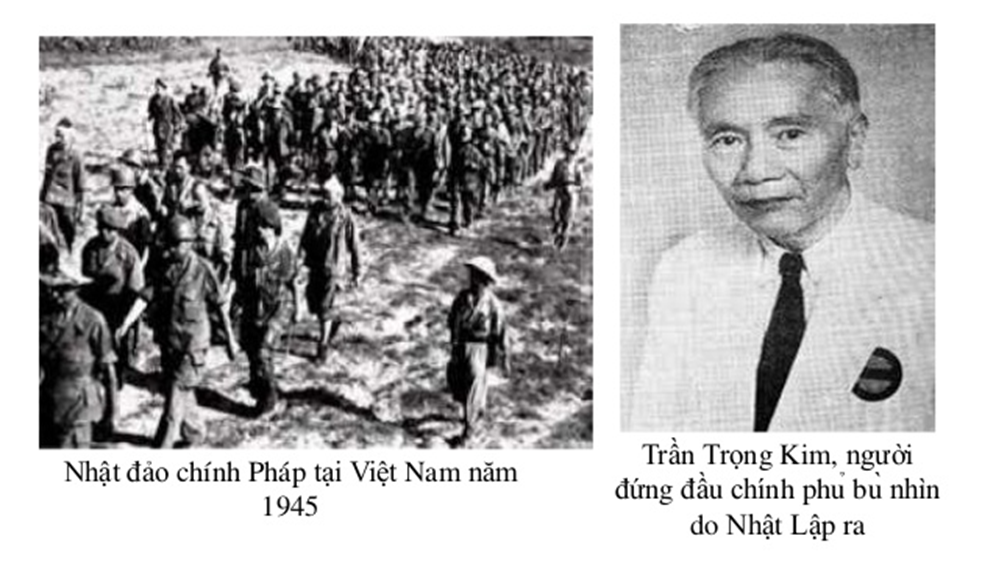 Nhật đảo chính Pháp tại Việt Nam năm
1945
Trần Trọng Kim, người
đứng đầu chính phủ bù nhìn
do Nhật Lập ra